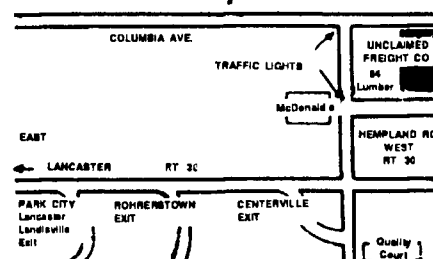 COLUMBIA AVE.
UNCLAIMED
FREIGHT CO
TRAFFIC LIGHTS
84
Lumber
McDonald s
EAST
HEMPLAND RD
WEST
RT 30
LANCASTER RT 30
PARK CITY
Lancaster
Landisville
Exit
ROHRERSTOWN
EXIT
CENTERVILLE
EXIT
Quality
Court